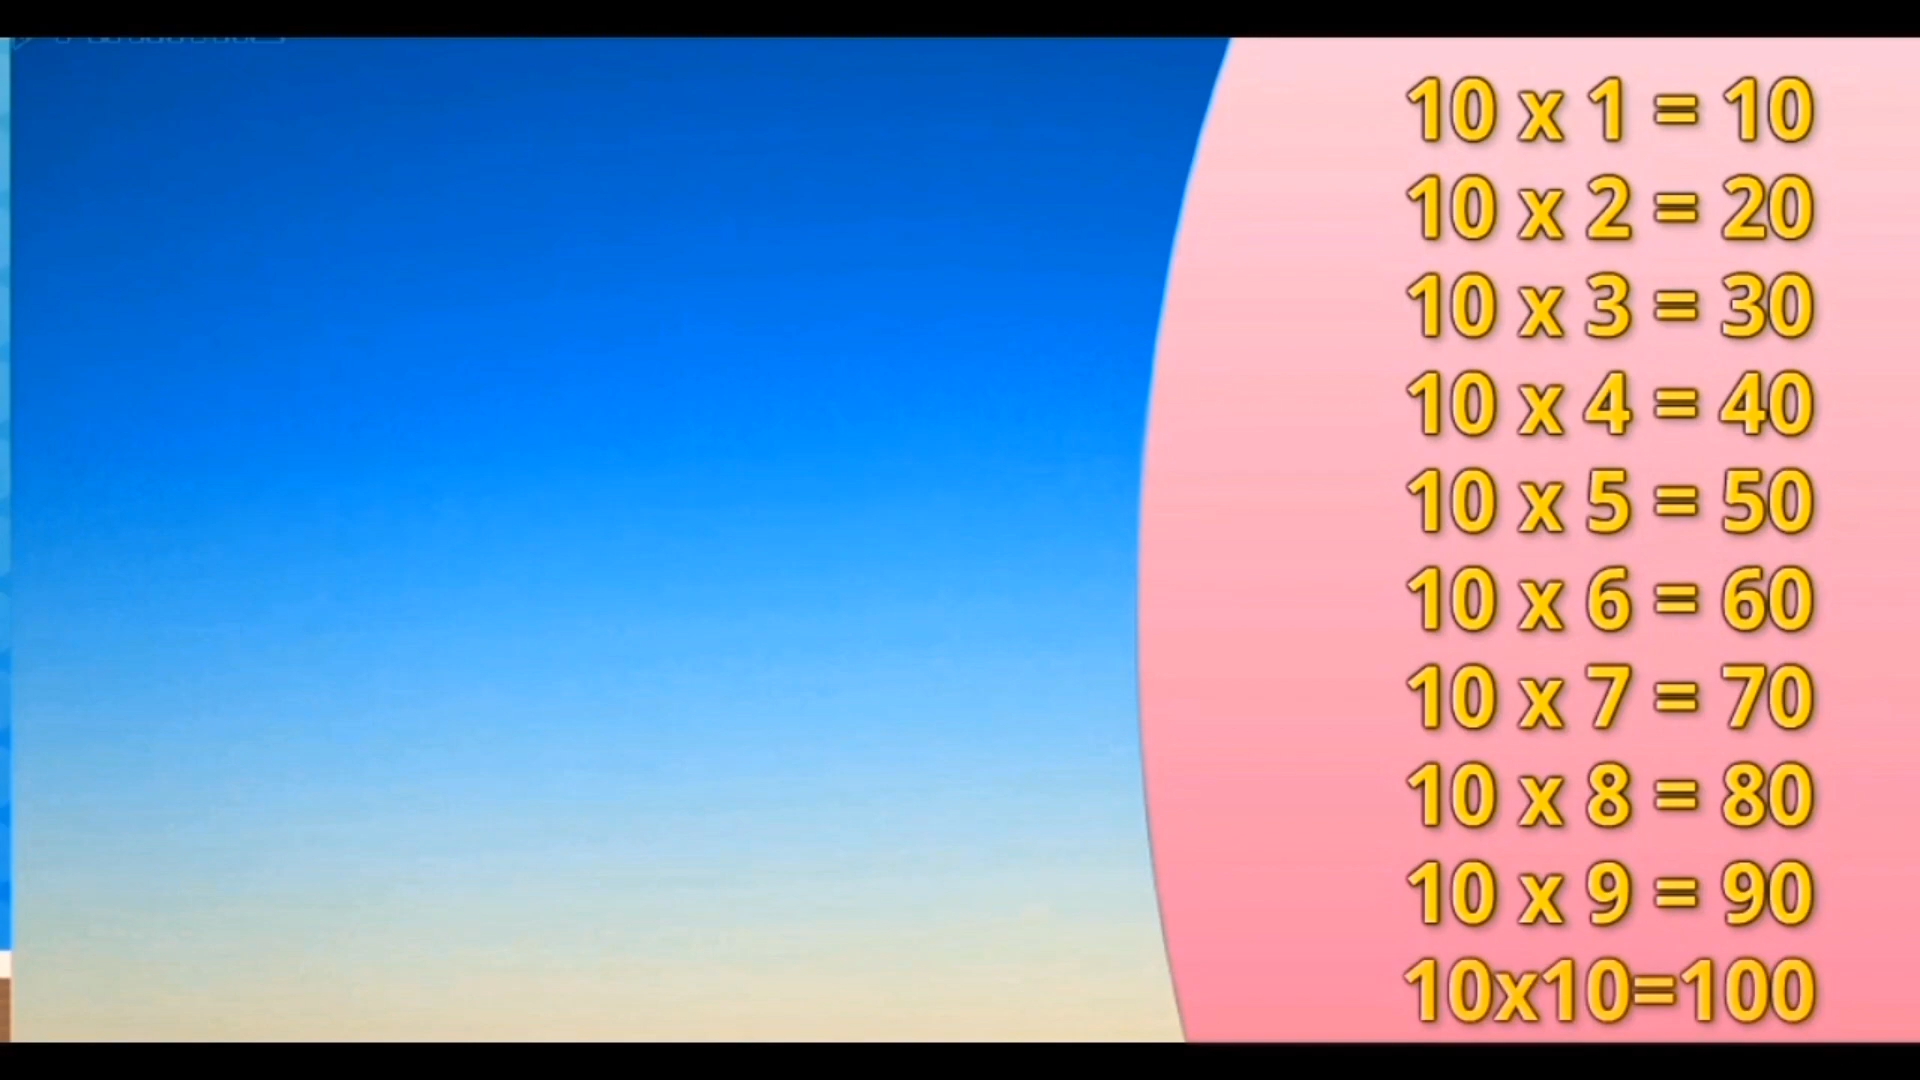 10 x 1 = 10
10 x 2 = 20
10 x 3 = 30
10 x 4 = 40
10 x 5 = 50
10 x 6 = 60
10 x 7 = 70
10 x 8 = 80
10 x 9 = 90
10x10=100